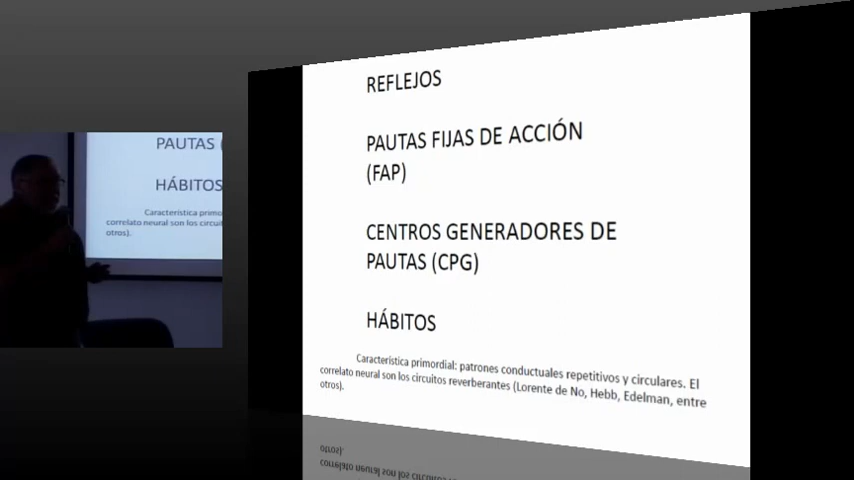 PAUTAS (
HÁBITOS
Característica primo
correlato neural son los circui
otros).
REFLEJOS
PAUTAS FIJAS DE ACCIÓN
(FAP)
CENTROS GENERADORES DE
PAUTAS (CPG)
HÁBITOS
Característica primordial: patrones conductuales repetitivos y circulares. El
correlato neural son los circuitos reverberantes (Lorente de No, Hebb, Edelman, entre
otros).